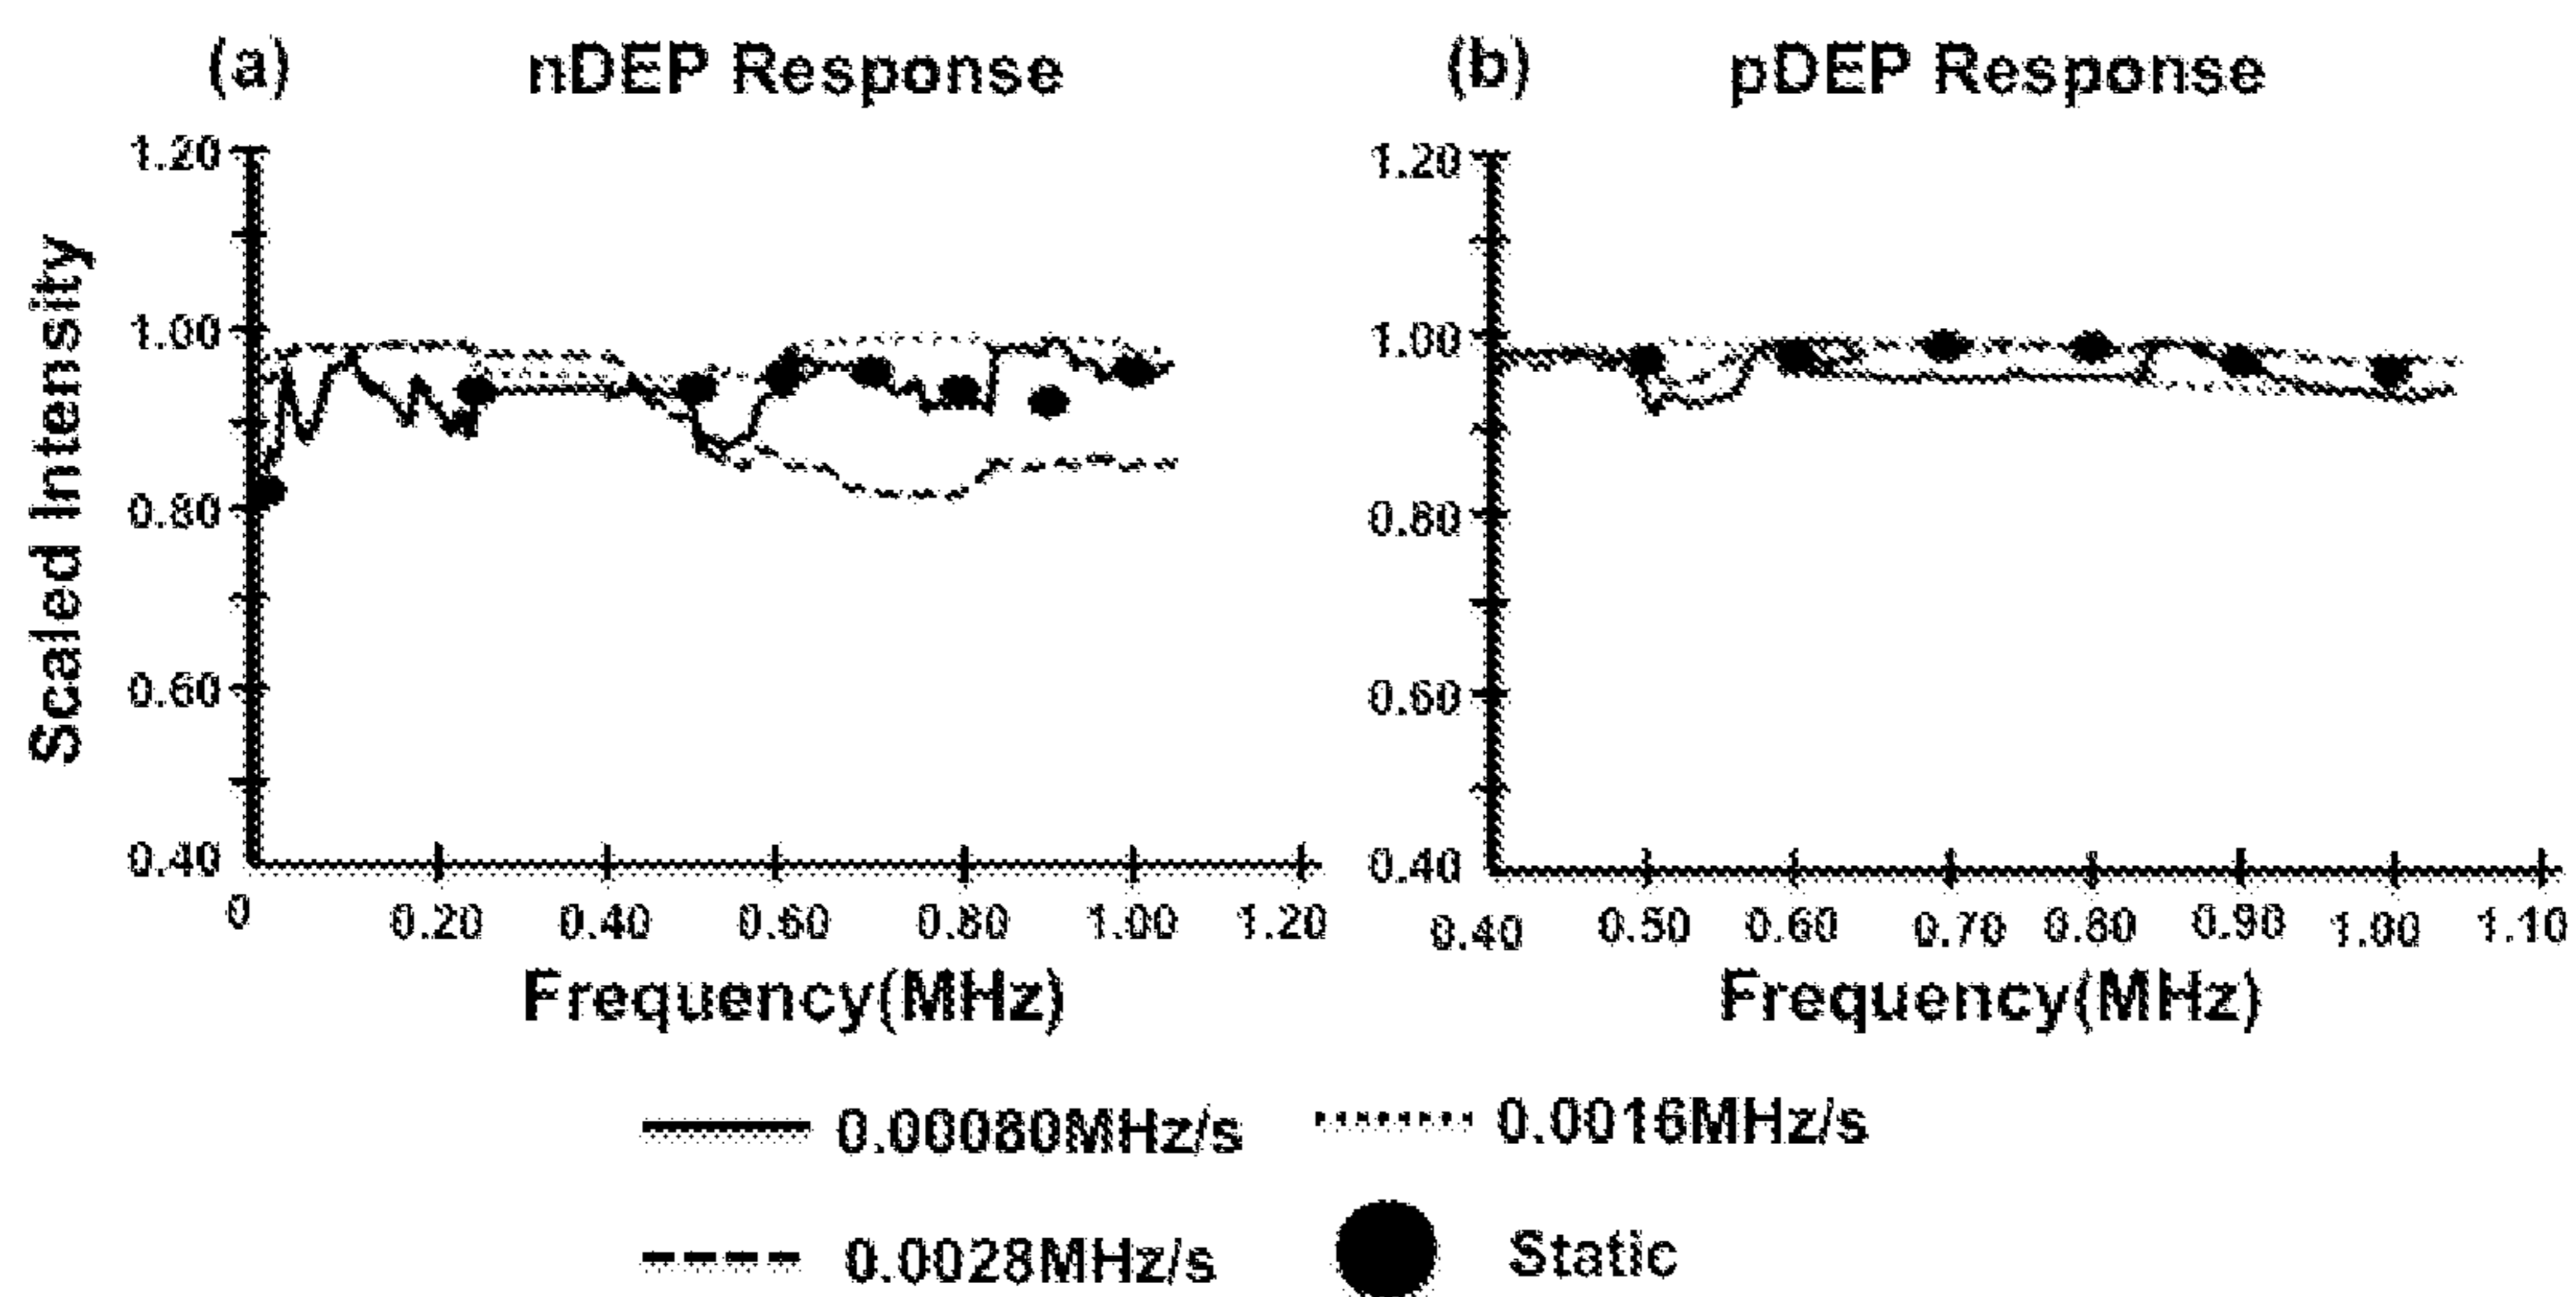 (a) nDEP Response
(b) pDEP Response
Scaled Intensity
1.20
1.00
0.80
0.60
0.40
0 0.20 0.40 0.60 0.80 1.00 1.20
Frequency(MHz)
1.20
1.00
0.80
0.60
0.40
0.40 0.50 0.60 0.70 0.80 0.90 1.00 1.10
Frequency(MHz)
0.00080MHz/s
0.0016MHz/s
0.0028MHz/s
Static